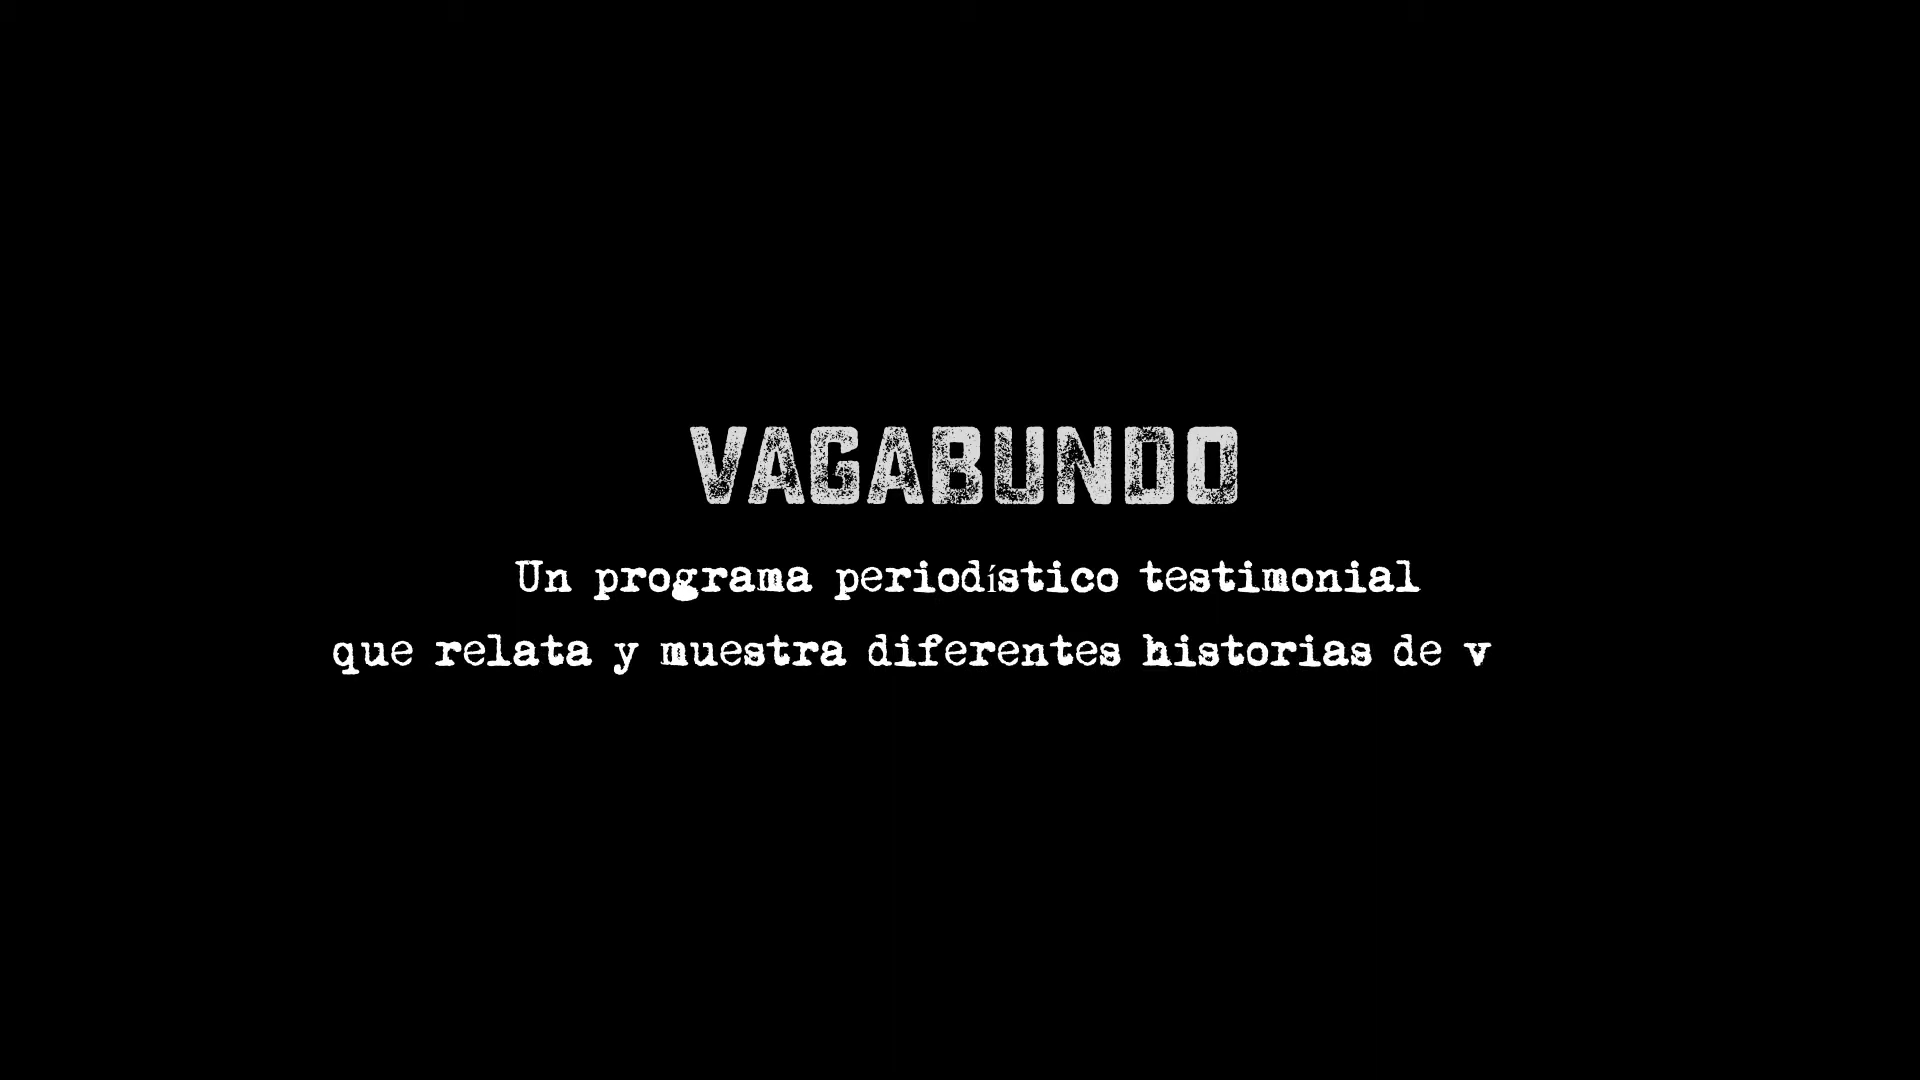 VAGABUNDO
Un programa periodístico testimonial
que relata y muestra diferentes historias de v